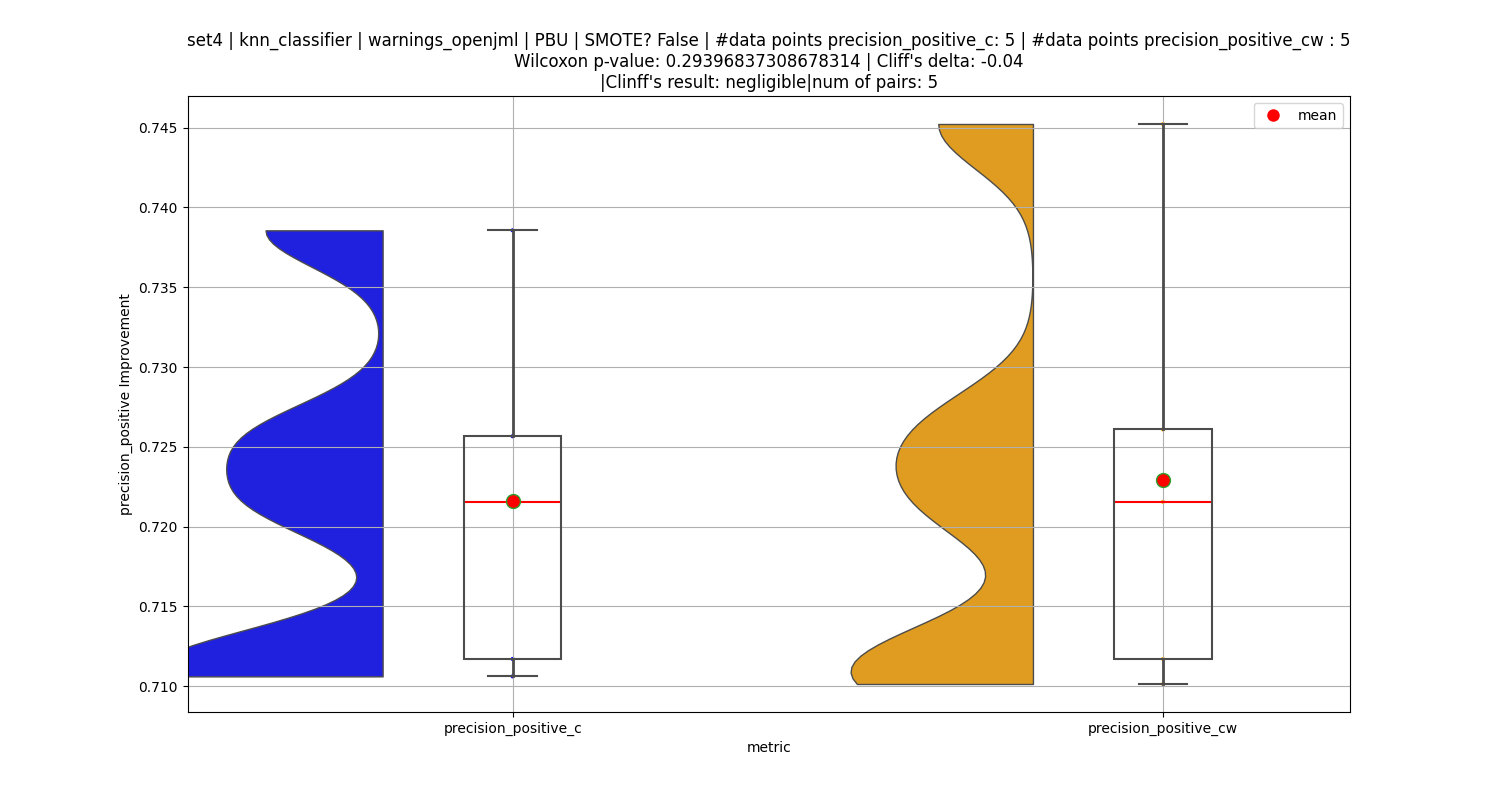 set4 | knn_classifier | warnings_openjml | PBU | SMOTE? False | #data points precision_positive_c: 5 | #data points precision_positive_cw : 5
Wilcoxon p-value: 0.29396837308678314 | Cliff's delta: -0.04
|Clinff's result: negligible|num of pairs: 5
mean
0.745
0.740
0.735
0.730
0.725
0.720
0.715
0.710
precision_positive Improvement
precision_positive_c
precision_positive_cw
metric